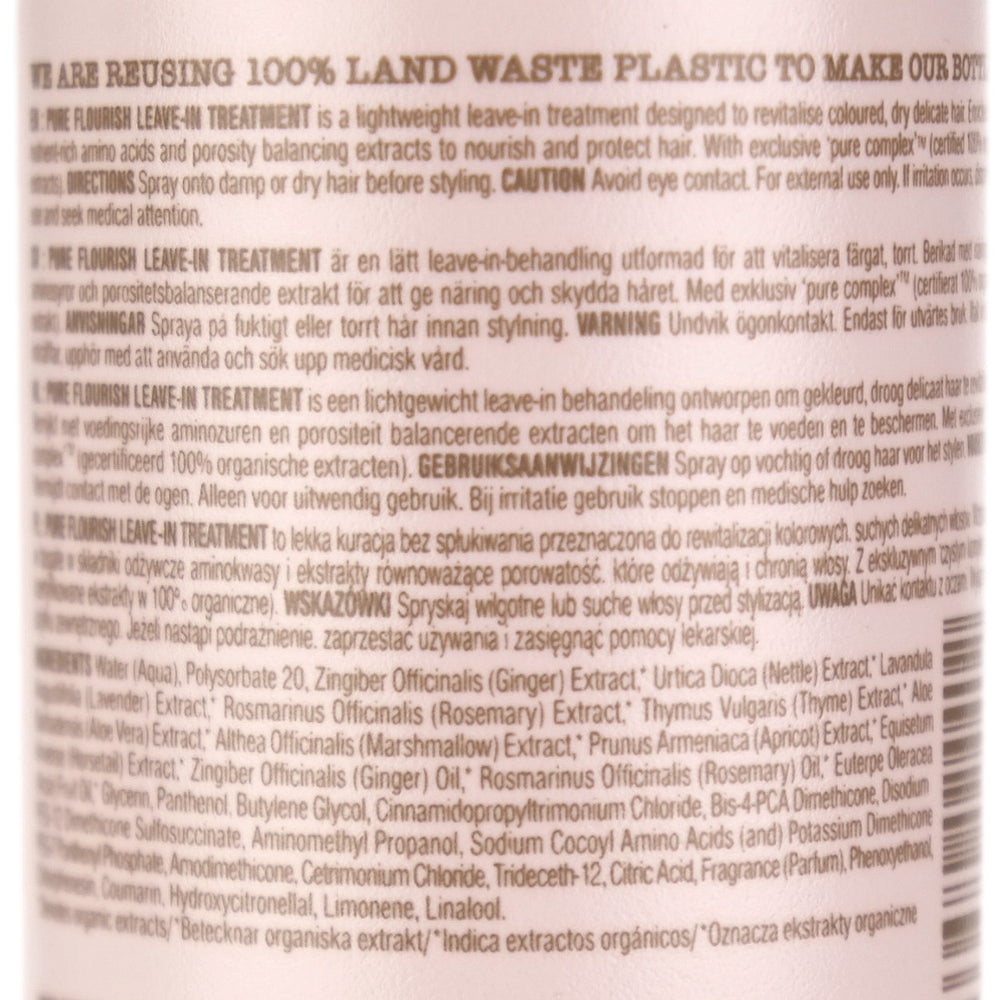 WE ARE REUSING 100% LAND WASTE PLASTIC TO MAKE OUR
PURE FLOURISH LEAVE-IN TREATMENT is a lightweight leave-in treatment designed to revitalise coloured, dry delicate hair.
amino acids and porosity balancing extracts to nourish and protect hair. With exclusive 'pure complex'™ (certified
DIRECTIONS Spray onto damp or dry hair before styling. CAUTION Avoid eye contact. For external use only. If irritation occurs,
and seek medical attention.
PURE FLOURISH LEAVE-IN TREATMENT är en lätt leave-in-behandling utformad för att vitalisera färgat, torrt. Berikad med
och porositetsbalanserande extrakt för att ge näring och skydda håret. Med exklusiv 'pure complex'™ (certifierat 100%
ANVISNINGAR Spraya på fuktigt eller torrt hår innan stylning. VARNING Undvik ögonkontakt. Endast för utvärtes bruk.
upphör med att använda och sök upp medicisk vård.
PURE FLOURISH LEAVE-IN TREATMENT is een lichtgewicht leave-in behandeling ontworpen om gekleurd, droog delicaat haar te
met voedingsrijke aminozuren en porositeit balancerende extracten om het haar te voeden en te beschermen. Met
(gecertificeerd 100% organische extracten). GEBRUIKSAANWIJZINGEN Spray op vochtig of droog haar voor het stylen.
contact met de ogen. Alleen voor uitwendig gebruik. Bij irritatie gebruik stoppen en medische hulp zoeken.
PURE FLOURISH LEAVE-IN TREATMENT to lekka kuracja bez spłukiwania przeznaczona do rewitalizacji kolorowych, suchych delikatnych włosów.
w składniki odżywcze aminokwasy i ekstrakty równoważące porowatość, które odżywiają i chronią włosy. Z ekskluzywnym czystym
ekstrakty w 100% organiczne). WSKAZÓWKI Spryskaj wilgotne lub suche włosy przed stylizacją. UWAGA Unikać kontaktu z oczami.
zewnętrznego. Jeżeli nastąpi podrażnienie, zaprzestać używania i zasięgnąć pomocy lekarskiej.
INGREDIENTS Water (Aqua), Polysorbate 20, Zingiber Officinalis (Ginger) Extract,* Urtica Dioca (Nettle) Extract,* Lavandula
(Lavender) Extract,* Rosmarinus Officinalis (Rosemary) Extract,* Thymus Vulgaris (Thyme) Extract,* Aloe
(Aloe Vera) Extract,* Althea Officinalis (Marshmallow) Extract,* Prunus Armeniaca (Apricot) Extract,* Equisetum
(Horsetail) Extract,* Zingiber Officinalis (Ginger) Oil,* Rosmarinus Officinalis (Rosemary) Oil,* Euterpe Oleracea
Fruit Oil,* Glycerin, Panthenol, Butylene Glycol, Cinnamidopropyltrimonium Chloride, Bis-4-PCA Dimethicone, Disodium
Dimethicone Sulfosuccinate, Aminomethyl Propanol, Sodium Cocoyl Amino Acids (and) Potassium Dimethicone
Phosphate, Amodimethicone, Cetrimonium Chloride, Trideceth-12, Citric Acid, Fragrance (Parfum), Phenoxyethanol,
Coumarin, Hydroxycitronellal, Limonene, Linalool.
organic extracts/*Betecknar organiska extrakt/*Indica extractos orgánicos/*Oznacza ekstrakty organiczne